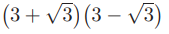 (3 + √3)(3 − √3)